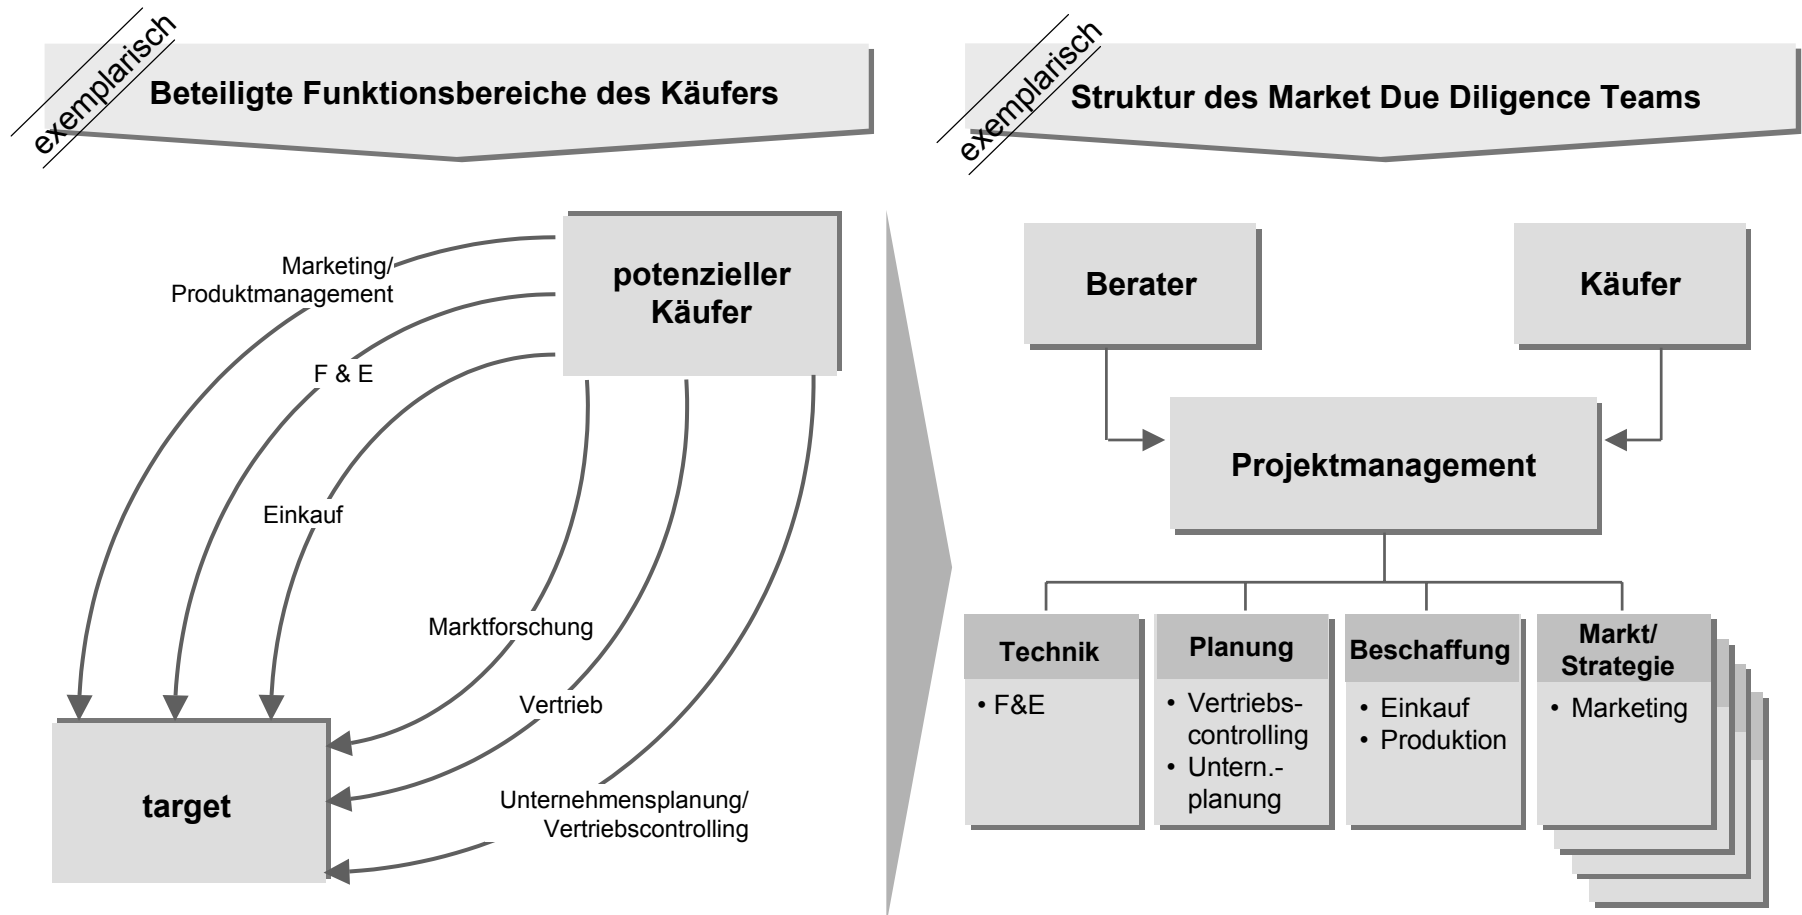 exemplarisch
Beteiligte Funktionsbereiche des Käufers
potenzieller
Käufer
Marketing/
Produktmanagement
F & E
Einkauf
Marktforschung
Vertrieb
Unternehmensplanung/
Vertriebscontrolling
target
exemplarisch
Struktur des Market Due Diligence Teams
Berater
Käufer
Projektmanagement
Technik
• F&E
Planung
• Vertriebs-
controlling
• Untern.-
planung
Beschaffung
• Einkauf
• Produktion
Markt/
Strategie
• Marketing